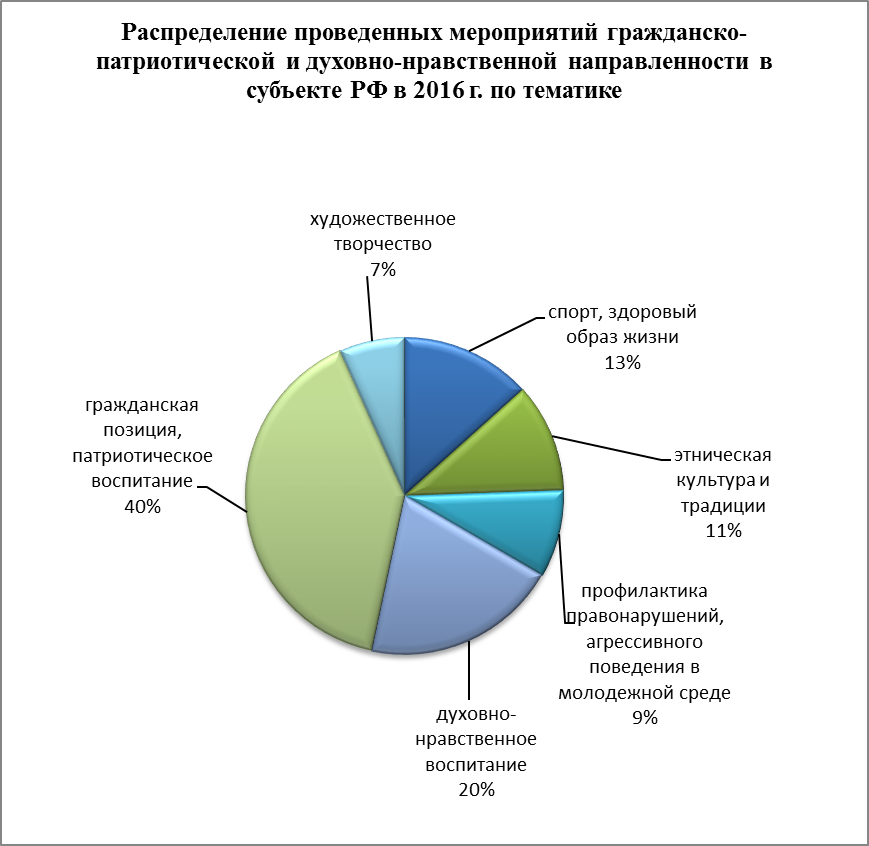 Распределение проведенных мероприятий гражданско-
патриотической и духовно-нравственной направленности в
субъекте РФ в 2016 г. по тематике
художественное
творчество
7%
спорт, здоровый
образ жизни
13%
этническая
культура и
традиции
11%
профилактика
правонарушений,
агрессивного
поведения в
молодежной среде
9%
духовно-
нравственное
воспитание
20%
гражданская
позиция,
патриотическое
воспитание
40%